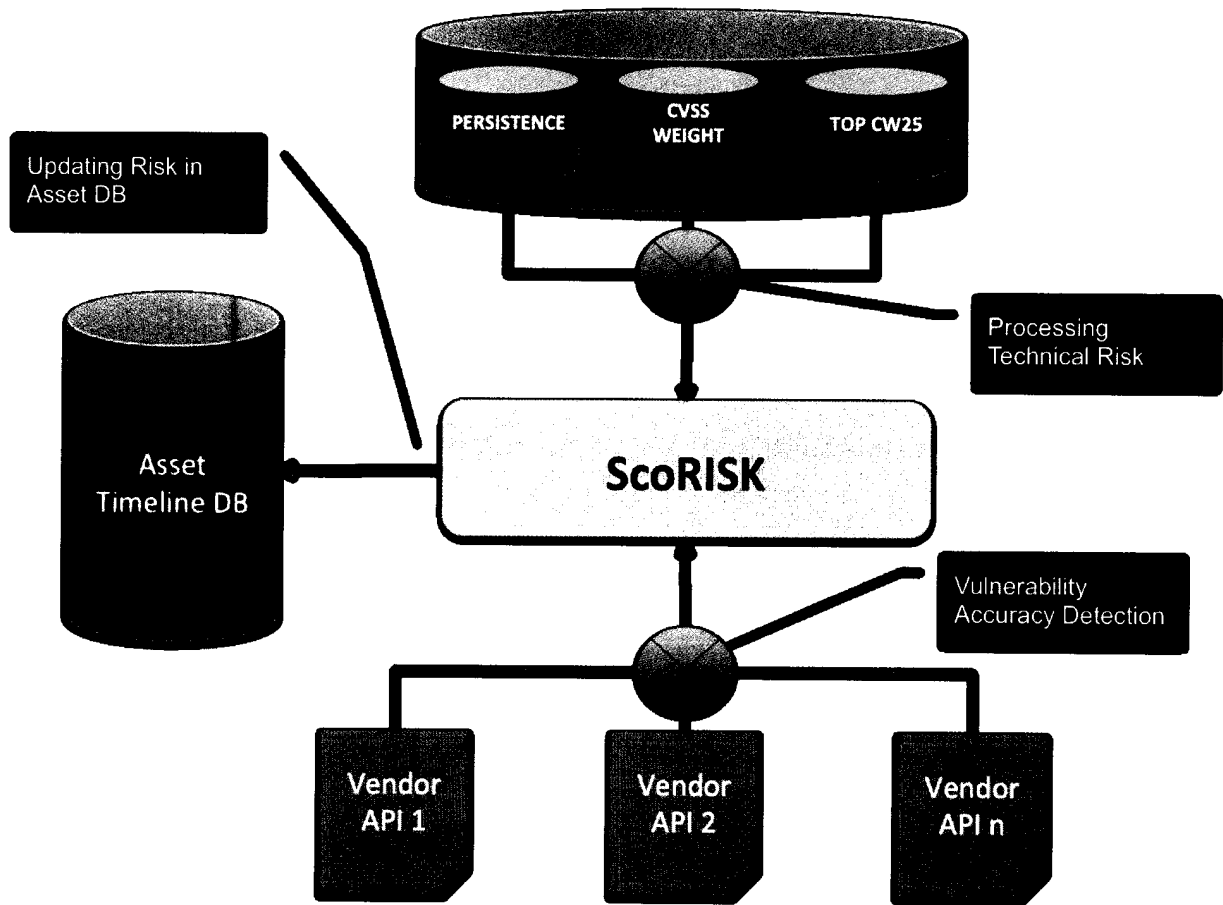 PERSISTENCE
CVSS
WEIGHT
TOP CW25
Updating Risk in
Asset DB
Processing
Technical Risk
Asset
Timeline DB
ScoRISK
Vulnerability
Accuracy Detection
Vendor
API 1
Vendor
API 2
Vendor
API n